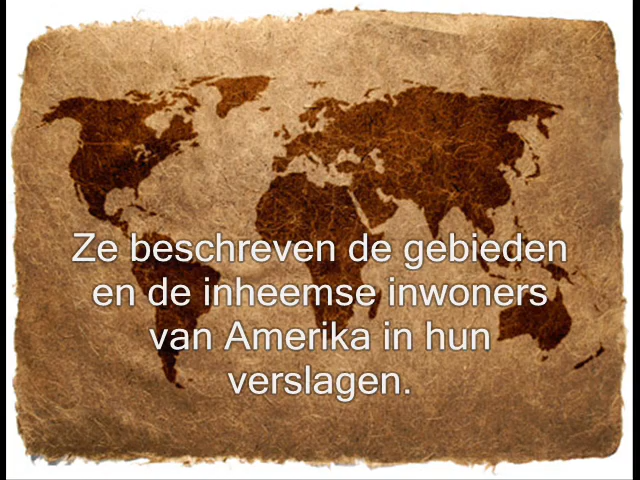 Ze beschreven de gebieden
en de inheemse inwoners
van Amerika in hun
verslagen.